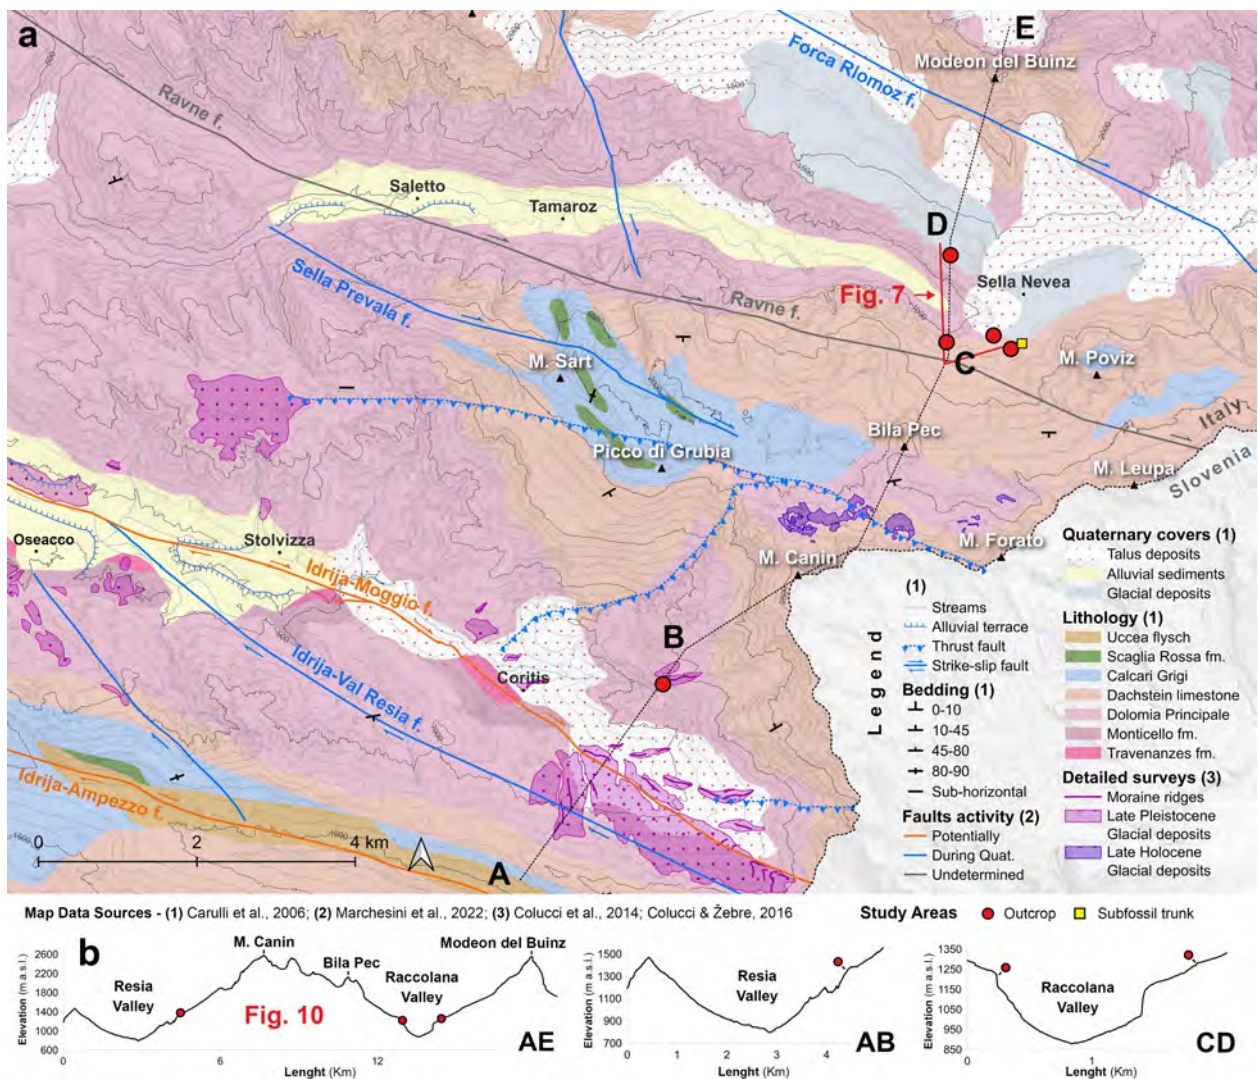 a
E
Modeon del Buinz
Forca Rlomoz f.
Ravne f.
Saletto
Tamaroz
D
Sella Nevea
Sella Prevala f.
Ravne f.
Fig. 7
C
M. Sart
M. Poviz
Italy
Slovenia
Bila Pec
Picco di Grubia
M. Leupa
Oseacco
Stolvizza
M. Canin
M. Forato
Idrija-Moggio f.
B
Coritis
Idrija-Val Resia f.
Idrija-Ampezzo f.
A
0 2 4 km
Legend
(1)
Streams
Alluvial terrace
Thrust fault
Strike-slip fault
Bedding (1)
0-10
10-45
45-80
80-90
Sub-horizontal
Faults activity (2)
Potentially
During Quat.
Undetermined
Quaternary covers (1)
Talus deposits
Alluvial sediments
Glacial deposits
Lithology (1)
Uccea flysch
Scaglia Rossa fm.
Calcari Grigi
Dachstein limestone
Dolomia Principale
Monticello fm.
Travenanzes fm.
Detailed surveys (3)
Moraine ridges
Late Pleistocene
Glacial deposits
Late Holocene
Glacial deposits
Map Data Sources - (1) Carulli et al., 2006; (2) Marchesini et al., 2022; (3) Colucci et al., 2014; Colucci & Žebre, 2016
Study Areas Outcrop Subfossil trunk
b
Elevation (m a.s.l.)
2600
2200
1800
1400
1000
600
M. Canin
Bila Pec
Modeon del Buinz
Resia
Valley
Raccolana
Valley
Fig. 10
AE
0 6 12
Lenght (Km)
Elevation (m a.s.l.)
1500
1300
1100
900
700
Resia
Valley
AB
0 1 2 3 4
Lenght (Km)
Elevation (m a.s.l.)
1350
1250
1150
1050
950
850
Raccolana
Valley
CD
1
Lenght (Km)